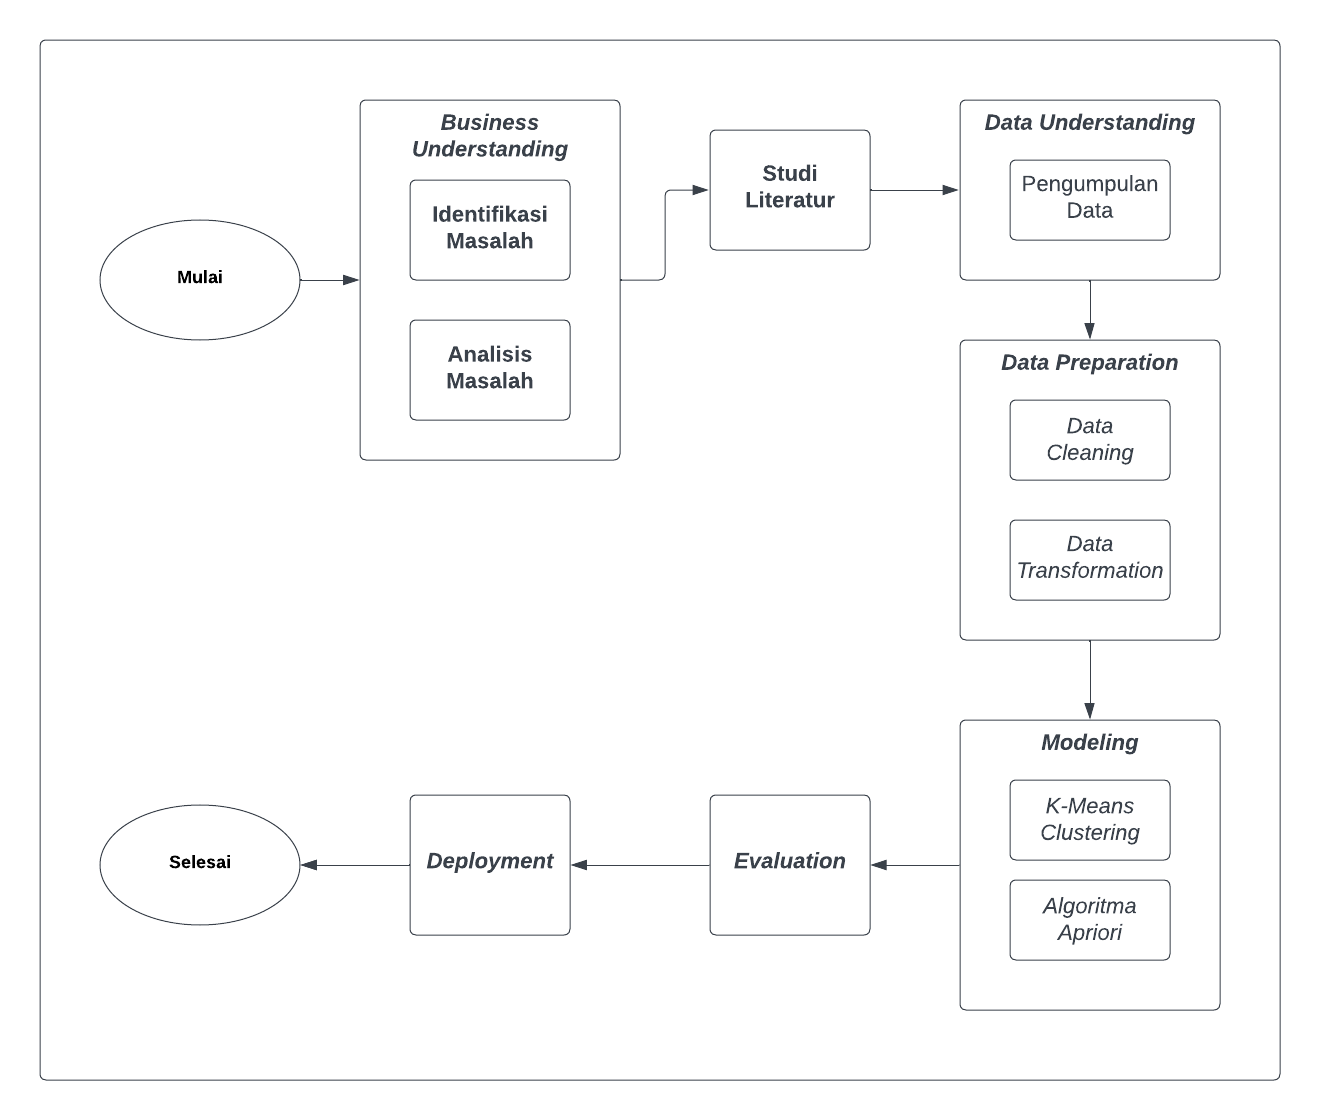 Mulai
Business
Understanding
Identifikasi
Masalah
Analisis
Masalah
Studi
Literatur
Data Understanding
Pengumpulan
Data
Data Preparation
Data
Cleaning
Data
Transformation
Modeling
K-Means
Clustering
Algoritma
Apriori
Evaluation
Deployment
Selesai